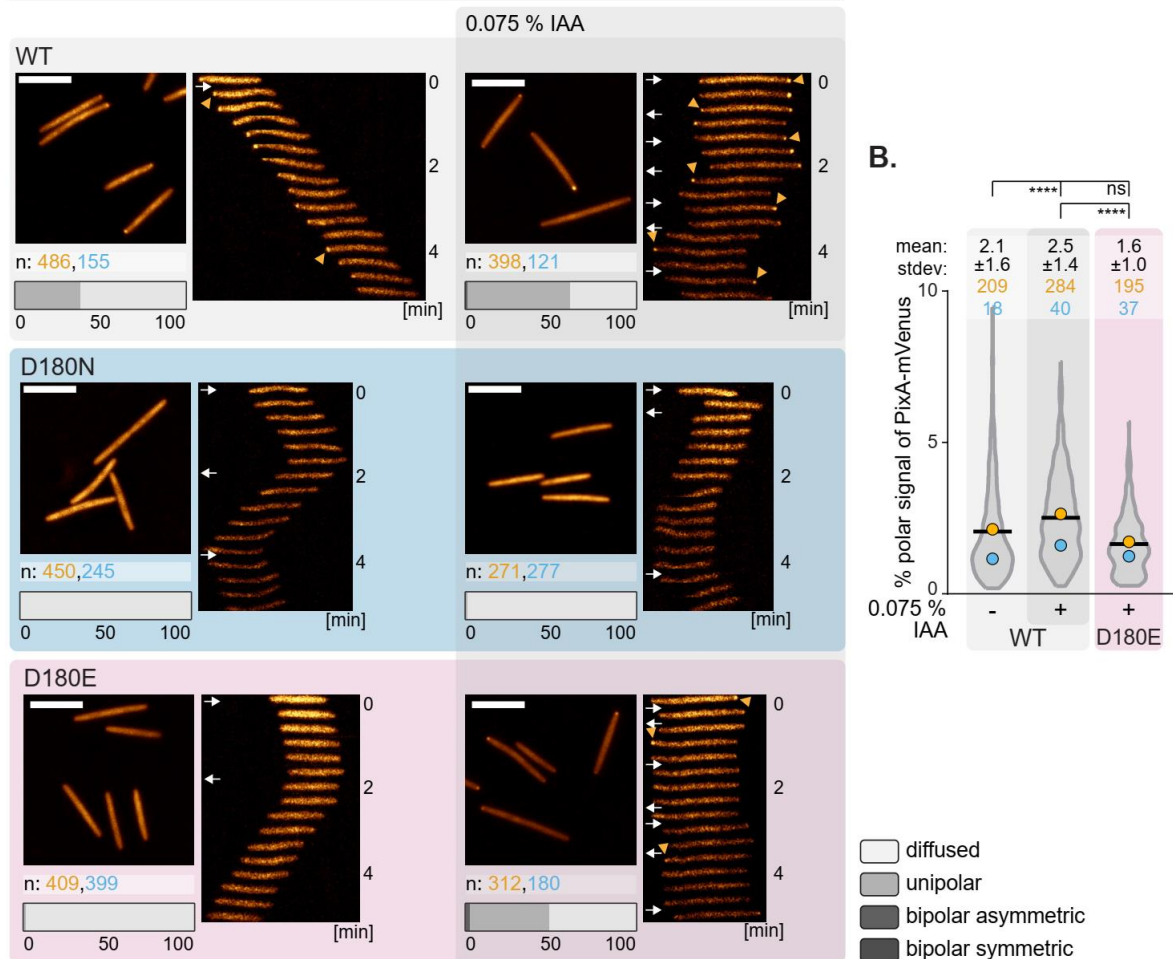 0.075 % IAA
WT
0
2
4
[min]
n: 486,155
0 50 100
0
2
4
[min]
n: 398,121
0 50 100
D180N
0
2
4
[min]
n: 450,245
0 50 100
0
2
4
[min]
n: 271,277
0 50 100
D180E
0
2
4
[min]
n: 409,399
0 50 100
0
2
4
[min]
n: 312,180
0 50 100
B.
**** ns
****
mean: 2.1 2.5 1.6
stdev: ±1.6 ±1.4 ±1.0
209 284 195
18 40 37
% polar signal of PixA-mVenus
10
5
0
0.075 % IAA - + +
WT D180E
diffused
unipolar
bipolar asymmetric
bipolar symmetric